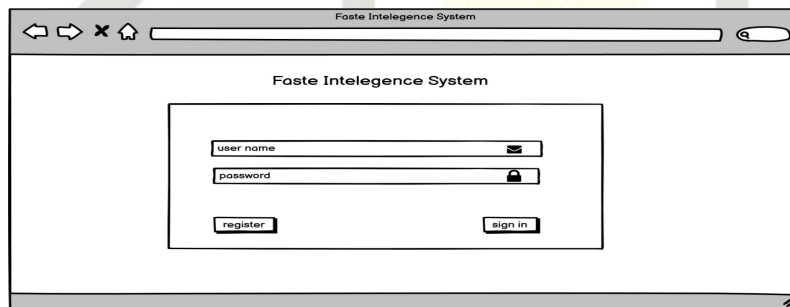 Faste Intelegence System
Faste Intelegence System
user name
password
register
sign in